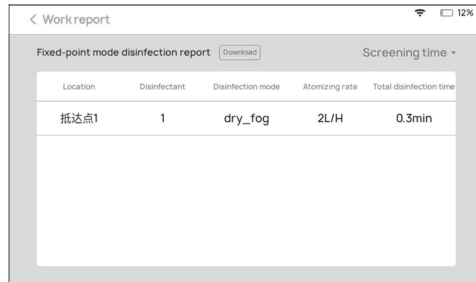 < Work report 12%
Fixed-point mode disinfection report Download Screening time
Location Disinfectant Disinfection mode Atomizing rate Total disinfection time
抵达点1 1 dry_fog 2L/H 0.3min